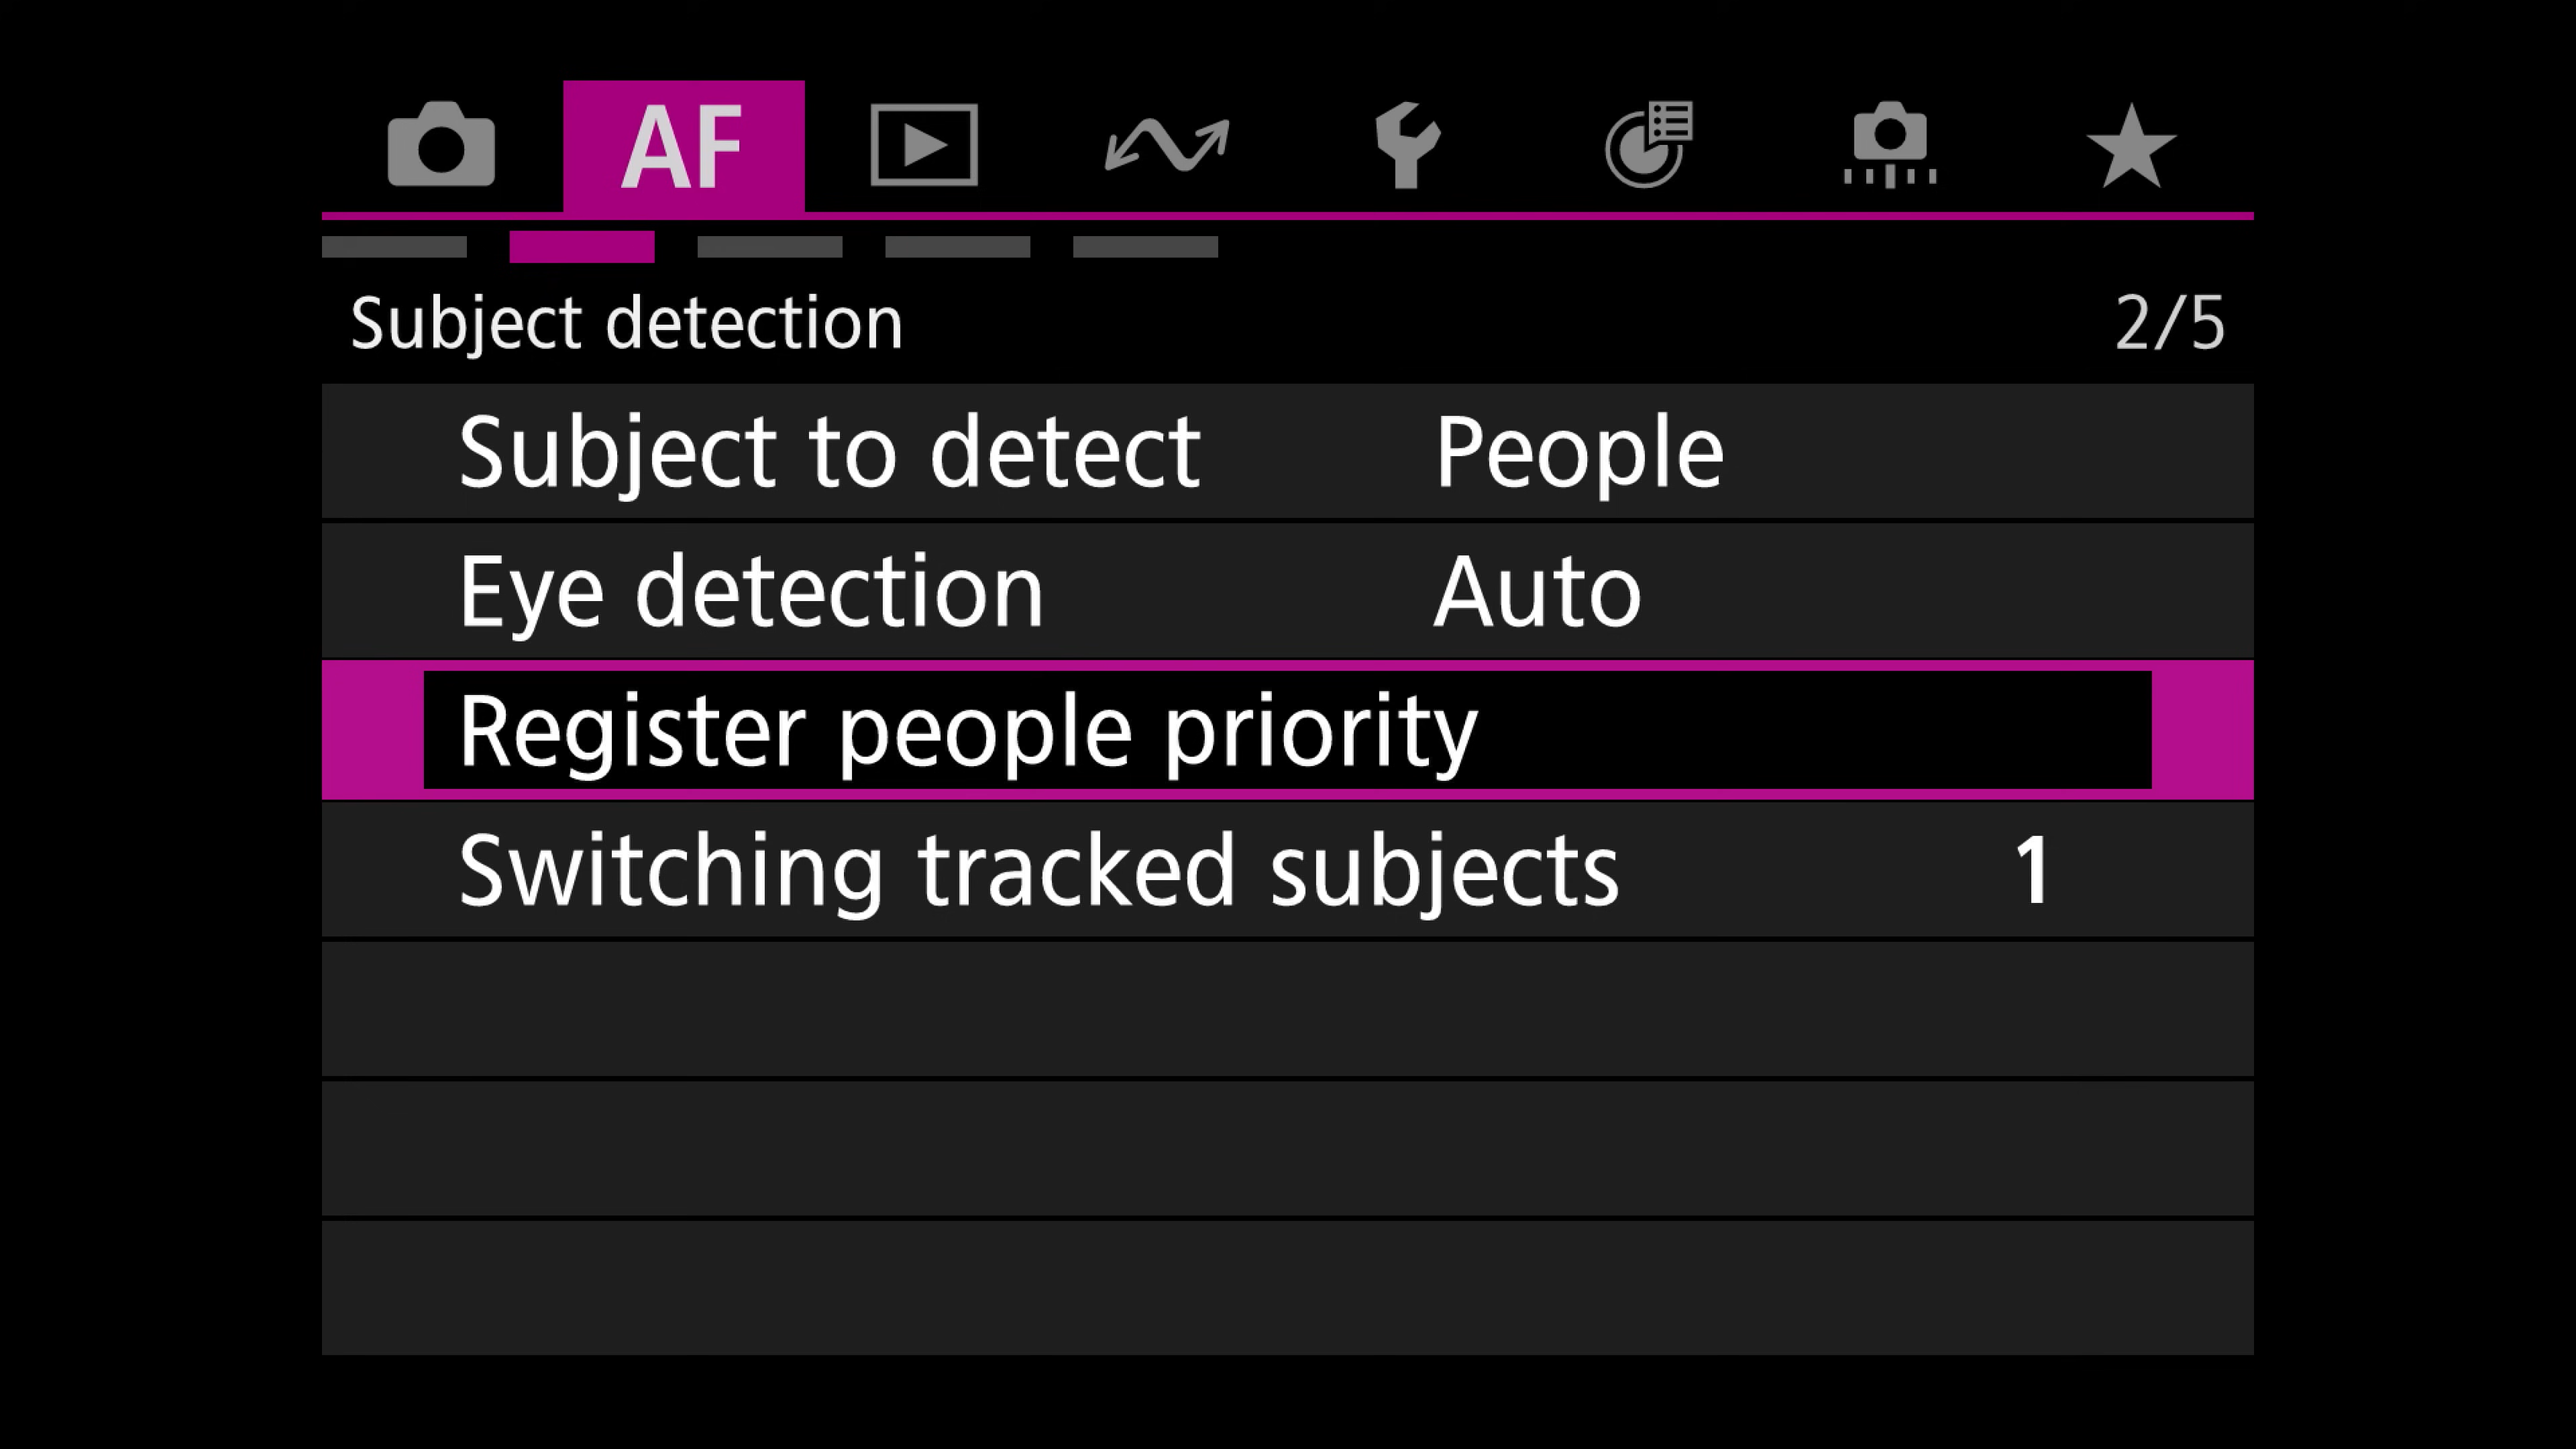 AF
Subject detection 2/5
Subject to detect People
Eye detection Auto
Register people priority
Switching tracked subjects 1